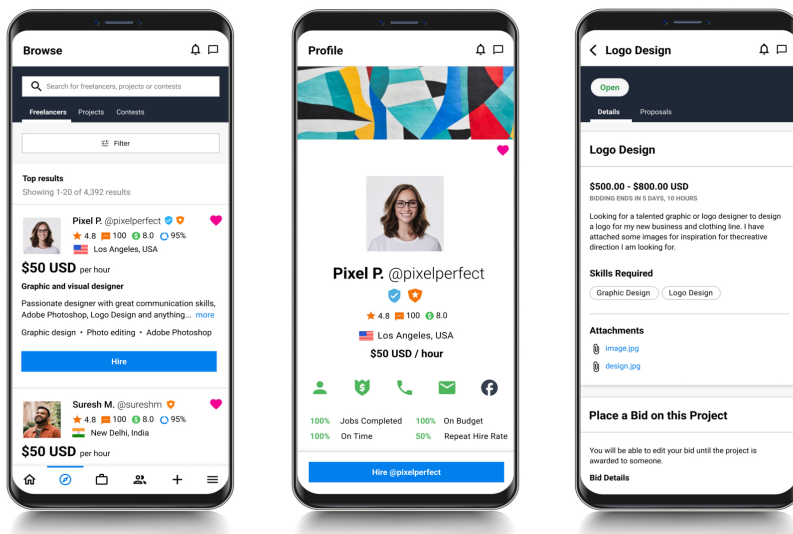 Browse
Search for freelancers, projects or contests
Freelancers Projects Contests
Filter
Top results
Showing 1-20 of 4,392 results
Pixel P. @pixelperfect
4.8 100 8.0 95%
Los Angeles, USA
$50 USD per hour
Graphic and visual designer
Passionate designer with great communication skills,
Adobe Photoshop, Logo Design and anything... more
Graphic design • Photo editing • Adobe Photoshop
Hire
Suresh M. @sureshm
4.8 100 8.0 95%
New Delhi, India
$50 USD per hour
Profile
Pixel P. @pixelperfect
4.8 100 8.0
Los Angeles, USA
$50 USD / hour
100% Jobs Completed 100% On Budget
100% On Time 50% Repeat Hire Rate
Hire @pixelperfect
Logo Design
Open
Details Proposals
Logo Design
$500.00 - $800.00 USD
BIDDING ENDS IN 5 DAYS, 10 HOURS
Looking for a talented graphic or logo designer to design
a logo for my new business and clothing line. I have
attached some images for inspiration for thecreative
direction I am looking for.
Skills Required
Graphic Design Logo Design
Attachments
image.jpg
design.jpg
Place a Bid on this Project
You will be able to edit your bid until the project is
awarded to someone.
Bid Details